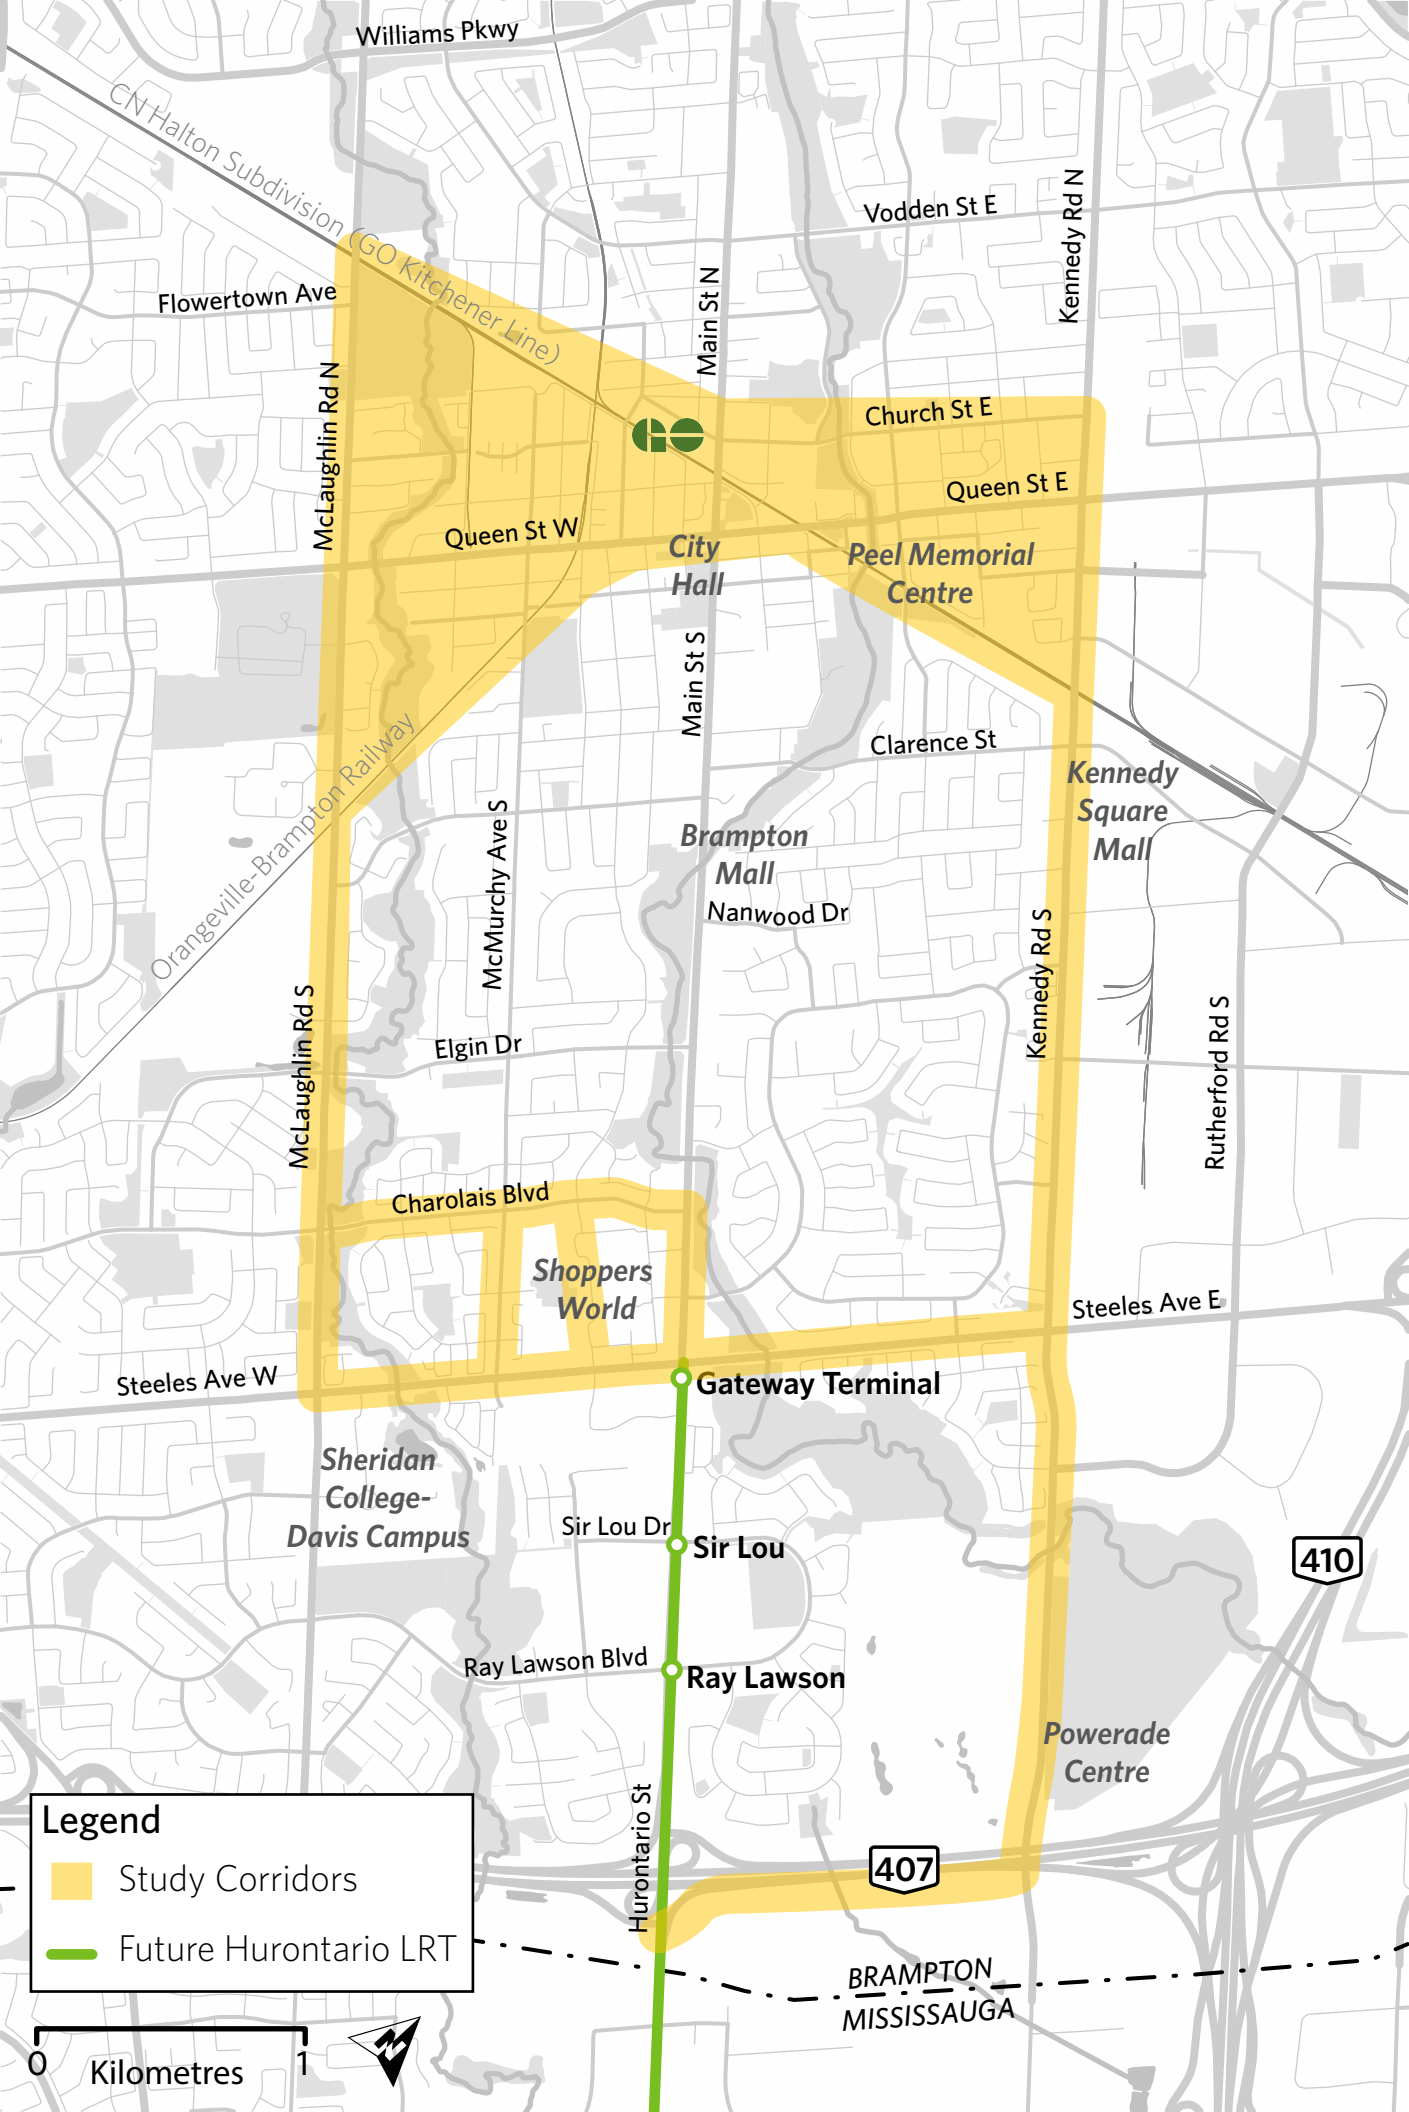 Williams Pkwy
CN Halton Subdivision (GO Kitchener Line)
Vodden St E
Kennedy Rd N
Flowertown Ave
Main St N
McLaughlin Rd N
Church St E
GO
Queen St E
Queen St W
City
Hall
Peel Memorial
Centre
Main St S
Orangeville-Brampton Railway
Clarence St
Kennedy
Square
Mall
McMurchy Ave S
Brampton
Mall
Nanwood Dr
Kennedy Rd S
McLaughlin Rd S
Elgin Dr
Rutherford Rd S
Charolais Blvd
Shoppers
World
Steeles Ave E
Steeles Ave W
Gateway Terminal
Sheridan
College-
Davis Campus
Sir Lou Dr
Sir Lou
410
Ray Lawson Blvd
Ray Lawson
Powerade
Centre
Hurontario St
407
Legend
Study Corridors
Future Hurontario LRT
BRAMPTON
MISSISSAUGA
0
Kilometres
1
N